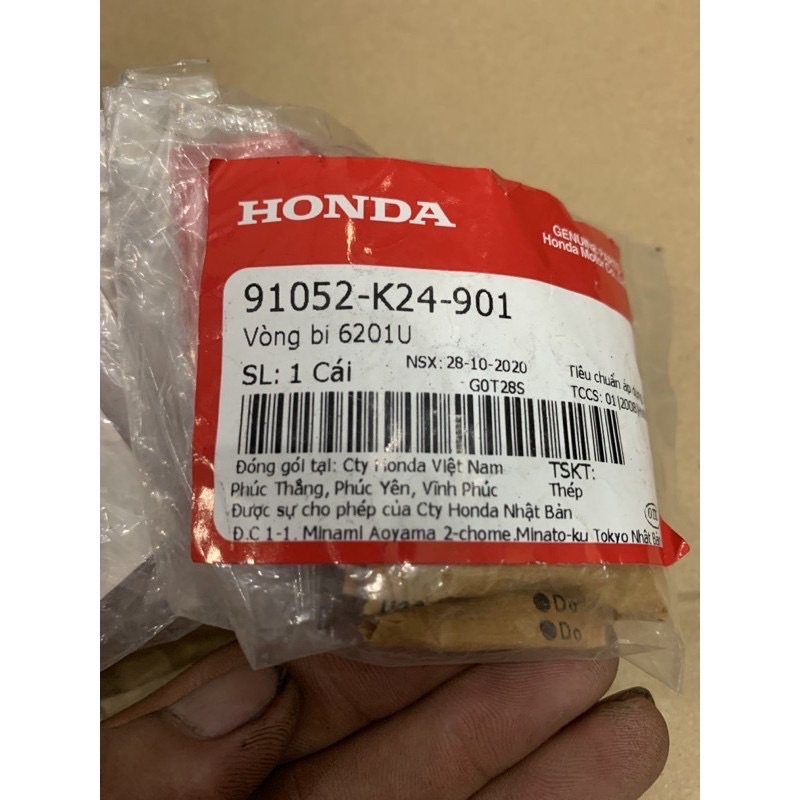 HONDA
GENUINE
Honda Motor Co.
91052-K24-901
Vòng bi 6201U
SL: 1 Cái
NSX: 28-10-2020
G0T28S
Tiêu chuẩn áp
TCCS: 01
Đóng gói tại: Cty Honda Việt Nam
Phúc Thắng, Phúc Yên, Vĩnh Phúc
TSKT:
Thép
Được sự cho phép của Cty Honda Nhật Bản
Đ.C 1-1, Minami Aoyama 2-chome,Minato-ku Tokyo Nhật Bản
Do
Do